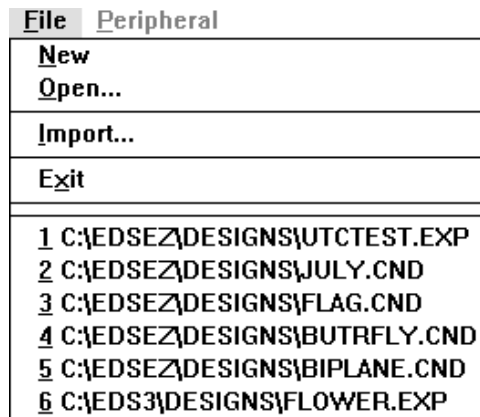 File Peripheral
New
Open...
Import...
Exit
1 C:\EDSEZ\DESIGNS\UTCTEST.EXP
2 C:\EDSEZ\DESIGNS\JULY.CND
3 C:\EDSEZ\DESIGNS\FLAG.CND
4 C:\EDSEZ\DESIGNS\BUTRFLY.CND
5 C:\EDSEZ\DESIGNS\BIPLANE.CND
6 C:\EDS3\DESIGNS\FLOWER.EXP